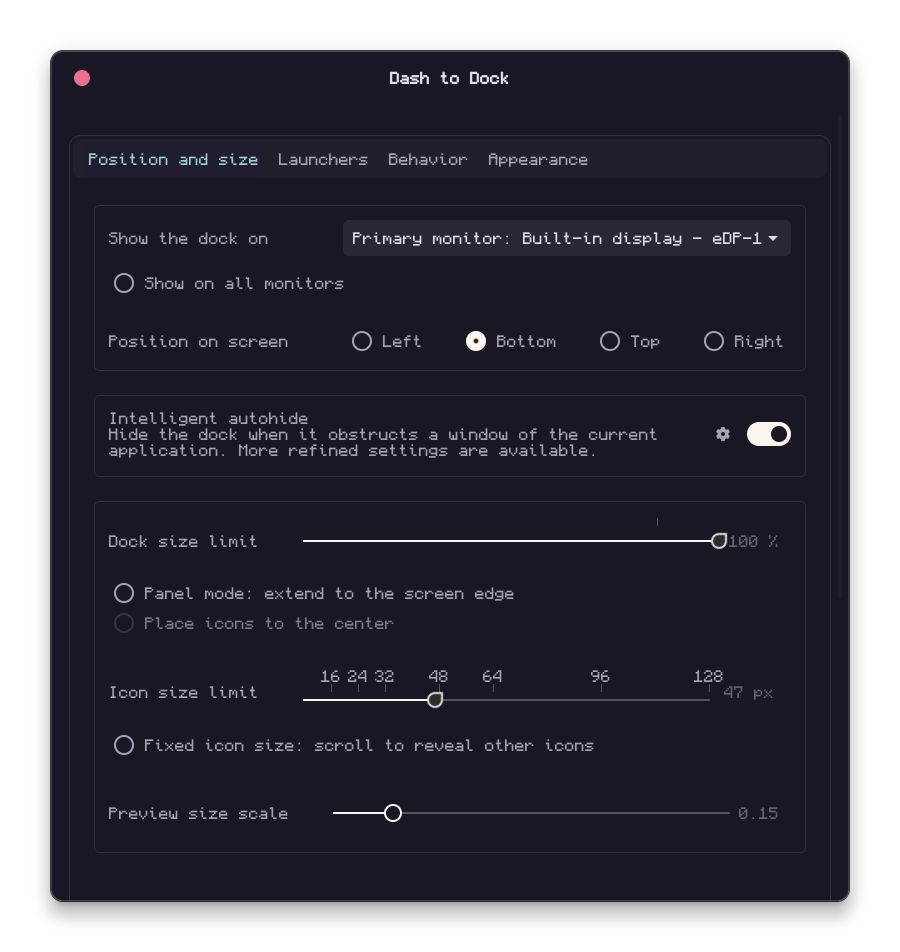 Dash to Dock
Position and size Launchers Behavior Appearance
Show the dock on Primary monitor: Built-in display - eDP-1
Show on all monitors
Position on screen Left Bottom Top Right
Intelligent autohide
Hide the dock when it obstructs a window of the current
application. More refined settings are available.
Dock size limit 100 %
Panel mode: extend to the screen edge
Place icons to the center
16 24 32 48 64 96 128
Icon size limit 47 px
Fixed icon size: scroll to reveal other icons
Preview size scale 0.15